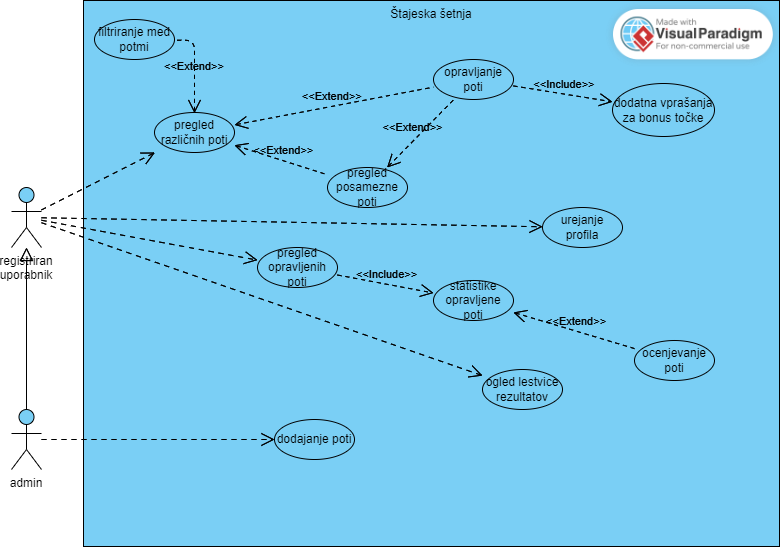 Štajeska šetnja
Made with
VisualParadigm
For non-commercial use
filtriranje med
potmi
<<Extend>>
opravljanje
poti
<<Include>>
dodatna vprašanja
za bonus točke
<<Extend>>
pregled
različnih poti
<<Extend>>
<<Extend>>
pregled
posamezne
poti
urejanje
profila
registriran
uporabnik
pregled
opravljenih
poti
<<Include>>
statistike
opravljene
poti
<<Extend>>
ocenjevanje
poti
ogled lestvice
rezultatov
dodajanje poti
admin